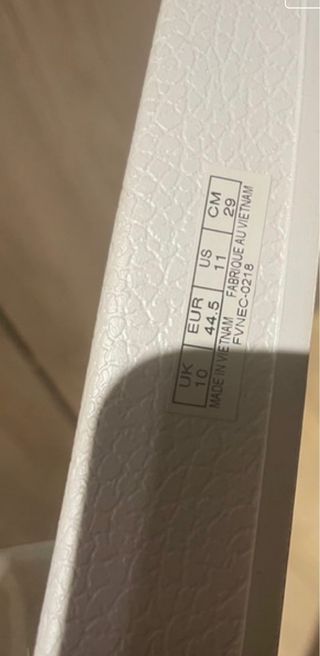 UK EUR US CM
10 44.5 11 29
MADE IN VIETNAM FABRIQUE AU VIETNAM
FVNEC-0218